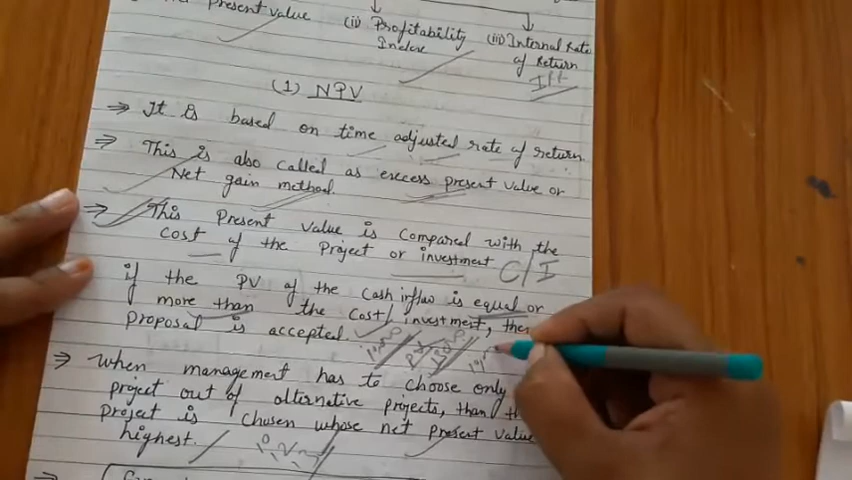 Present value
(ii) Profitability
Index
(iii) Internal Rate
of Return
(1) NPV
⇒ It is based on time adjusted rate of return.
⇒ This is also called as excess present value or
Net gain method.
⇒ This Present value is compared with the
cost of the Project or investment C/I
if the PV of the cash inflow is equal or
more than the cost/investment, the
proposal is accepted.
⇒ when management has to choose only
project out of alternative projects, than th
project is chosen whose net present value
highest.